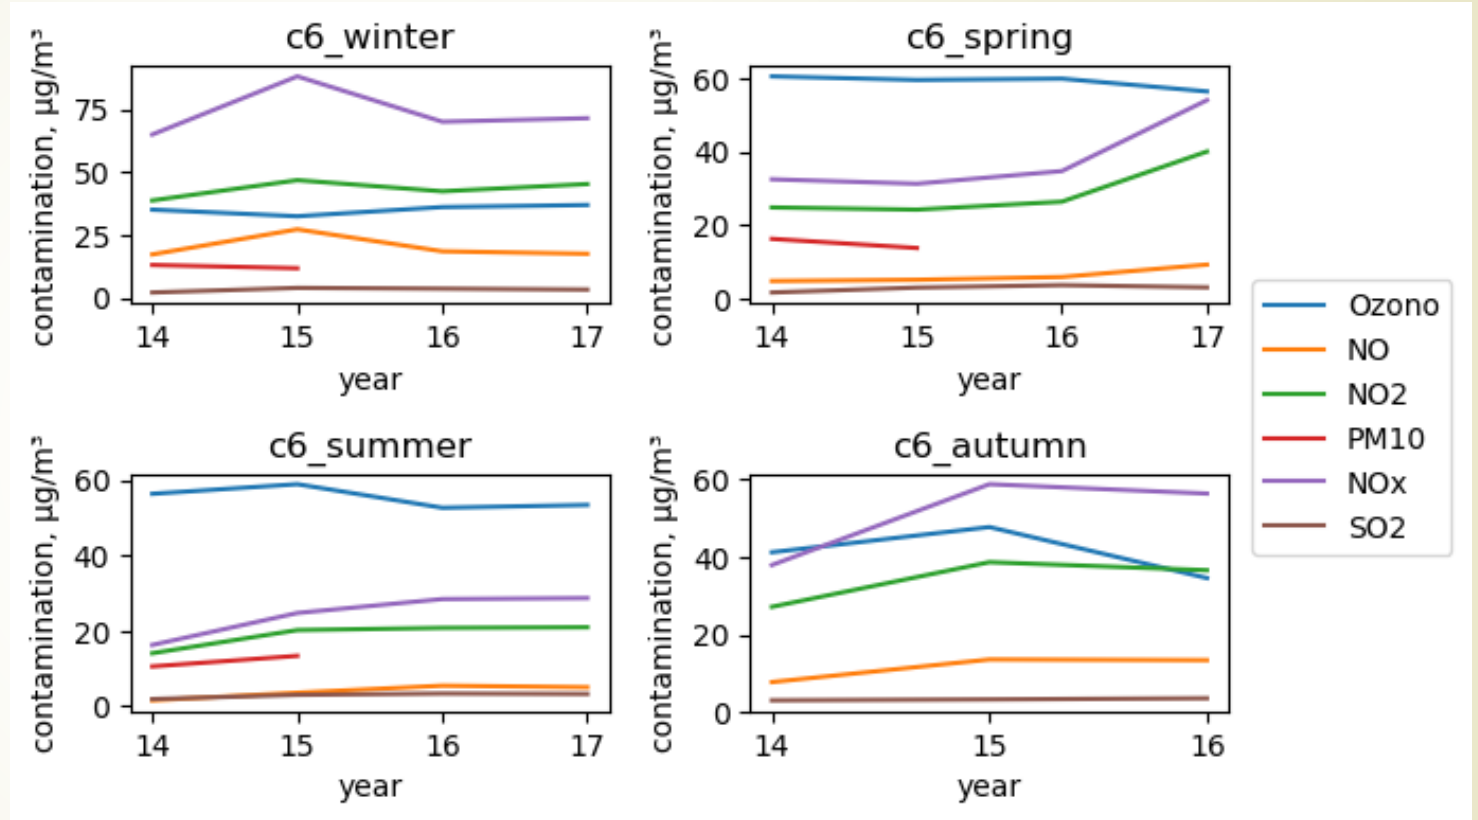 c6_winter
contamination, µg/m³
75
50
25
0
14 15 16 17
year
c6_spring
contamination, µg/m³
60
40
20
0
14 15 16 17
year
c6_summer
contamination, µg/m³
60
40
20
0
14 15 16 17
year
c6_autumn
contamination, µg/m³
60
40
20
0
14 15 16
year
Ozono
NO
NO2
PM10
NOx
SO2